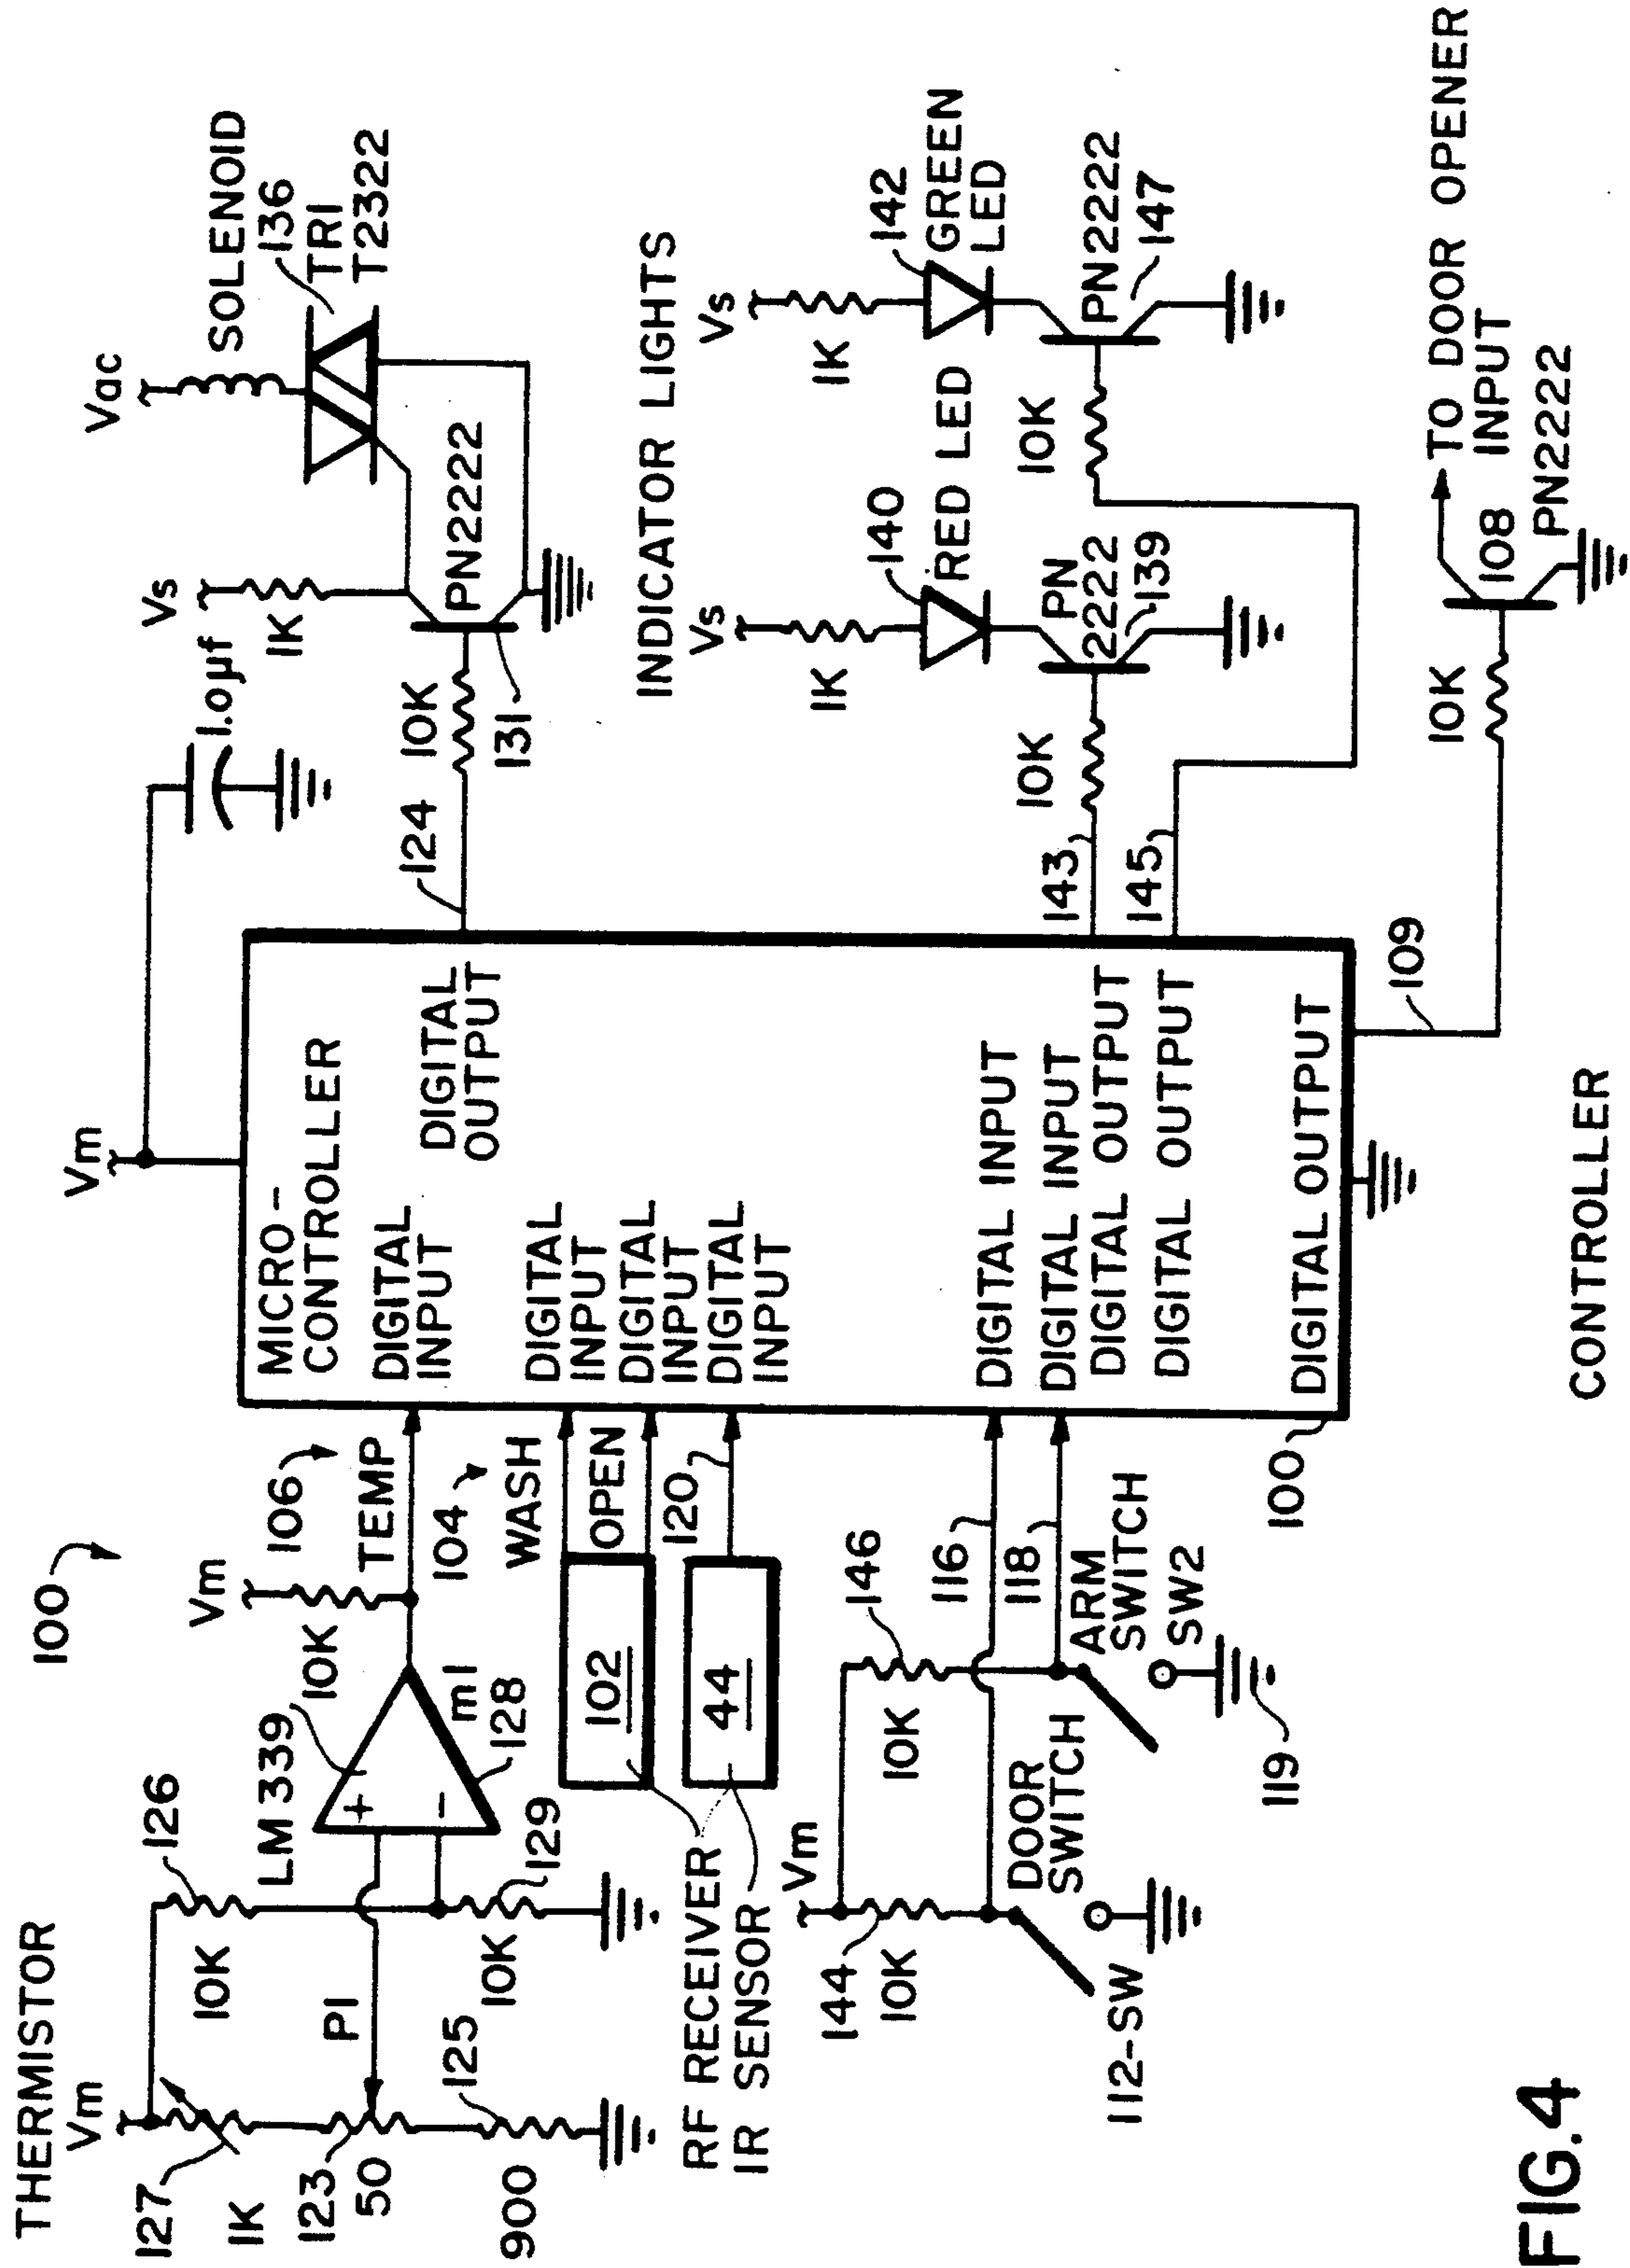 100
THERMISTOR
Vm
127
1K
123
50
125
900
P1
126
10K
LM 339
128
m1
129
10K
Vm
10K
106
TEMP
104
WASH
OPEN
102
44
120
RF RECEIVER
IR SENSOR
Vm
144
10K
146
10K
116
118
DOOR
SWITCH
112-SW
ARM
SWITCH
SW2
119
100
Vm
MICRO-
CONTROLLER
DIGITAL
INPUT
DIGITAL
INPUT
DIGITAL
INPUT
DIGITAL
INPUT
DIGITAL
OUTPUT
DIGITAL INPUT
DIGITAL INPUT
DIGITAL OUTPUT
DIGITAL OUTPUT
DIGITAL OUTPUT
1.0µf
124
10K
131
Vs
1K
PN2222
Vac
SOLENOID
136
TRI
T2322
INDICATOR LIGHTS
Vs
1K
140
RED LED
PN
2222
139
10K
143
145
Vs
1K
142
GREEN
LED
PN2222
147
10K
109
10K
108
PN2222
TO DOOR OPENER
INPUT
CONTROLLER
FIG.4